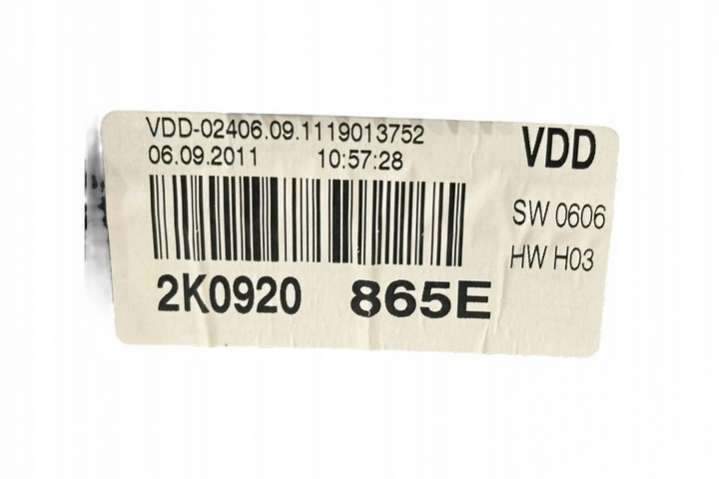 VDD-02406.09.1119013752
06.09.2011 10:57:28
VDD
SW 0606
HW H03
2K0920 865E